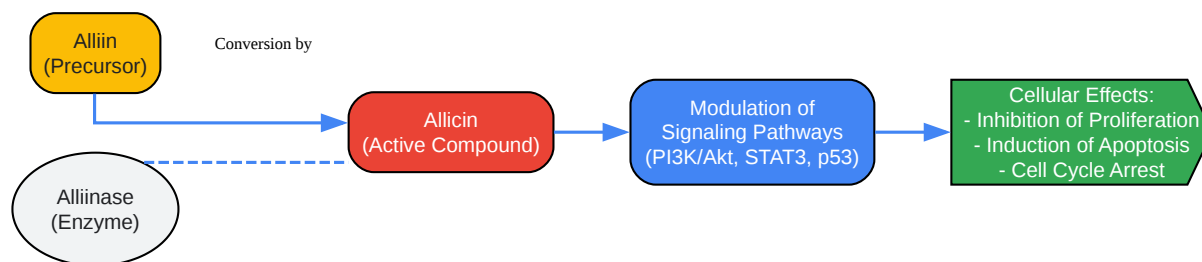 Alliin
(Precursor)
Conversion by
Alliinase
(Enzyme)
Allicin
(Active Compound)
Modulation of
Signaling Pathways
(PI3K/Akt, STAT3, p53)
Cellular Effects:
- Inhibition of Proliferation
- Induction of Apoptosis
- Cell Cycle Arrest